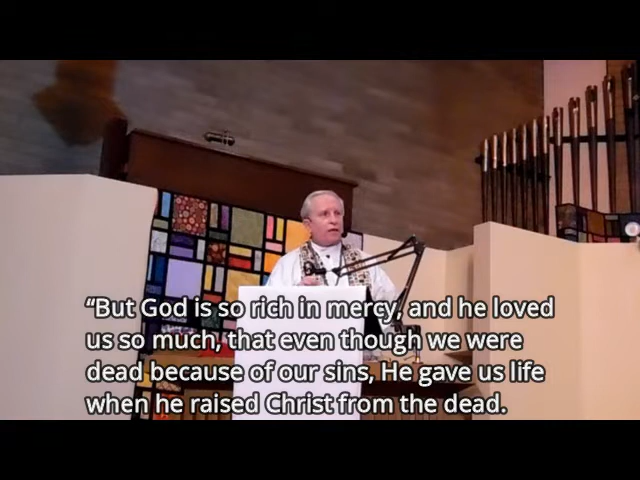 “But God is so rich in mercy, and he loved
us so much, that even though we were
dead because of our sins, He gave us life
when he raised Christ from the dead.